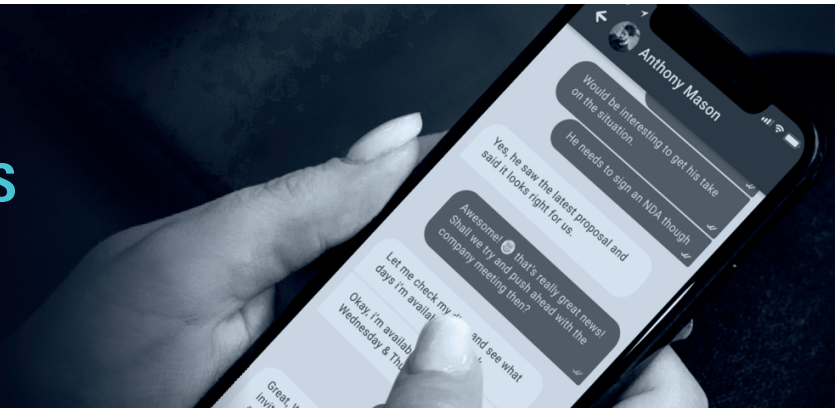 S
Anthony Mason
Would be interesting to get his take
on the situation.
He needs to sign an NDA though
Yes, he saw the latest proposal and
said it looks right for us.
Awesome! that's really great news!
Shall we try and push ahead with the
company meeting then?
Let me check my and see what
days i'm
Okay, i'm
Wednesday &
Great,